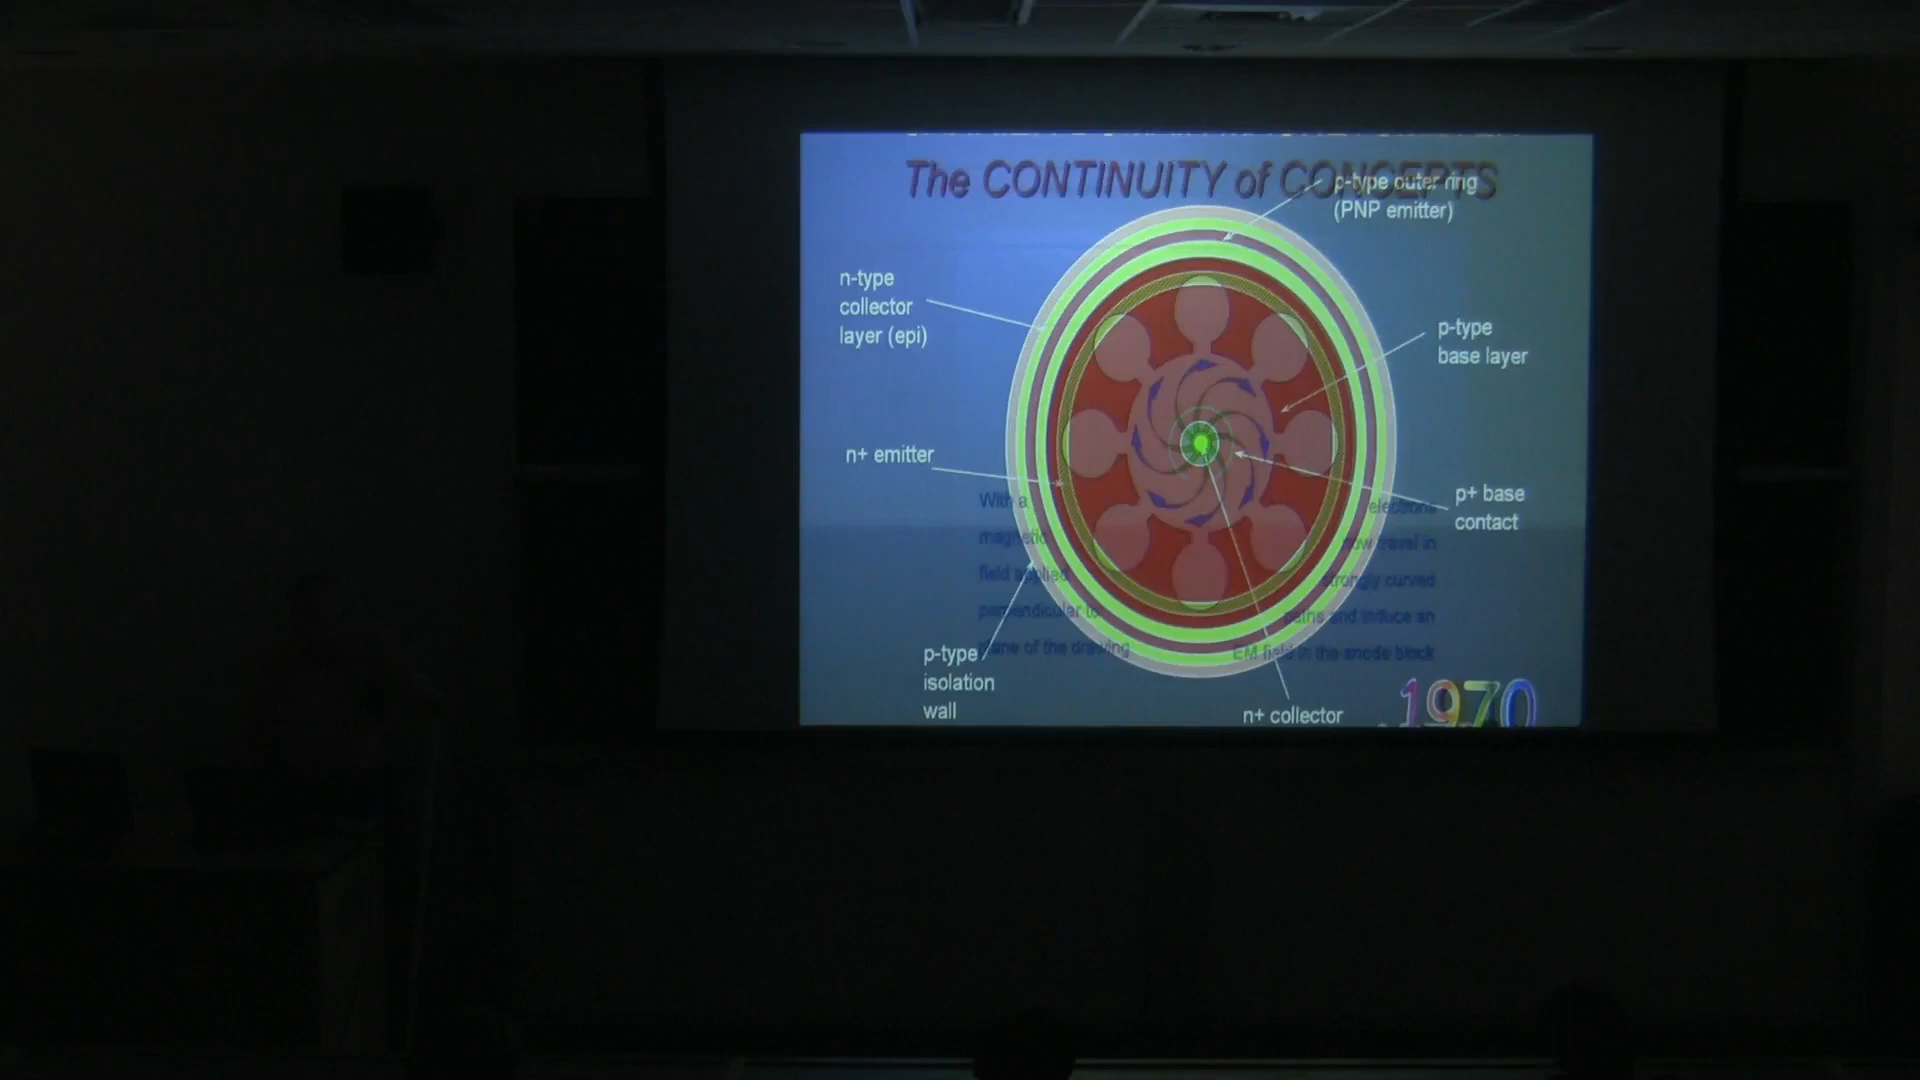 The CONTINUITY of CONCEPTS
p-type outer ring
(PNP emitter)
n-type
collector
layer (epi)
p-type
base layer
n+ emitter
p+ base
contact
With a
magnetic
field applied
perpendicular to
plane of the drawing
electrons
now travel in
strongly curved
paths and induce an
EM field in the anode block
p-type
isolation
wall
n+ collector
1970